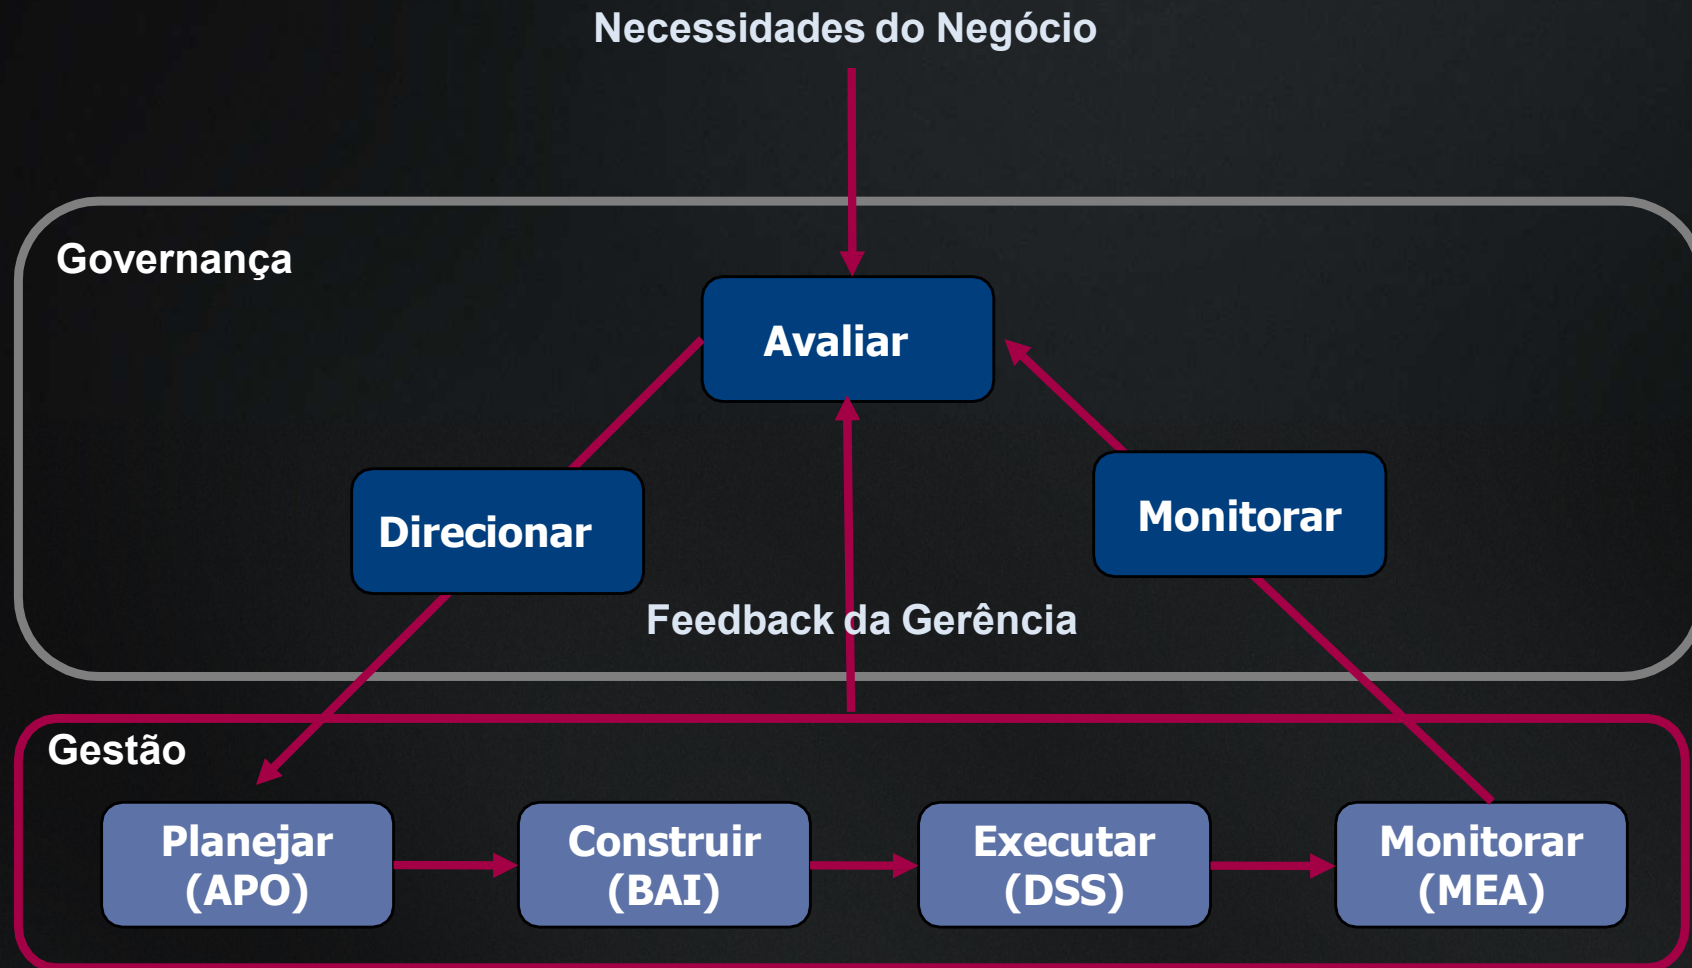 Necessidades do Negócio
Governança
Avaliar
Direcionar
Monitorar
Feedback da Gerência
Gestão
Planejar
(APO)
Construir
(BAI)
Executar
(DSS)
Monitorar
(MEA)